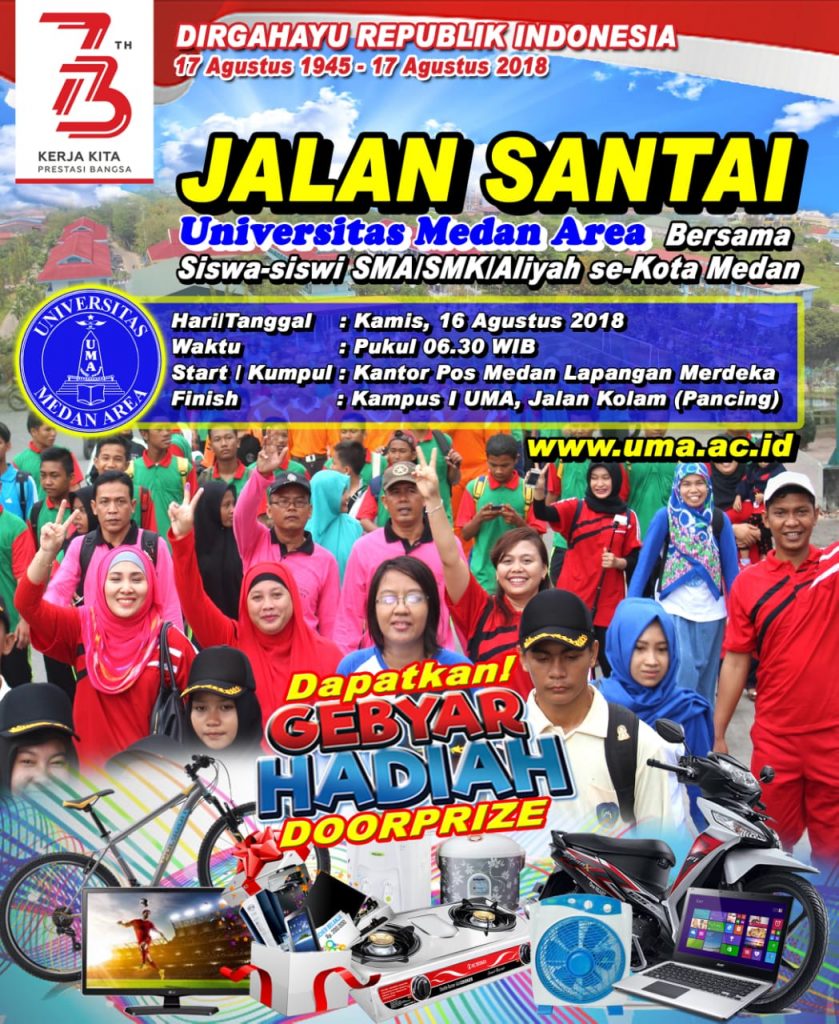 73TH
KERJA KITA
PRESTASI BANGSA
DIRGAHAYU REPUBLIK INDONESIA
17 Agustus 1945 - 17 Agustus 2018
JALAN SANTAI
Universitas Medan Area Bersama
Siswa-siswi SMA/SMK/Aliyah se-Kota Medan
UNIVERSITAS
UMA
MEDAN AREA
Hari/Tanggal : Kamis, 16 Agustus 2018
Waktu : Pukul 06.30 WIB
Start / Kumpul : Kantor Pos Medan Lapangan Merdeka
Finish : Kampus I UMA, Jalan Kolam (Pancing)
www.uma.ac.id
Dapatkan!
GEBYAR
HADIAH
DOORPRIZE